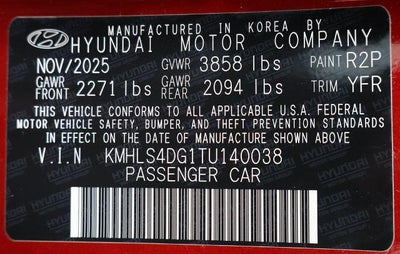 MANUFACTURED IN KOREA BY
HYUNDAI MOTOR COMPANY
NOV/2025 GVWR 3858 lbs PAINT R2P
GAWR FRONT 2271 lbs GAWR REAR 2094 lbs TRIM YFR
THIS VEHICLE CONFORMS TO ALL APPLICABLE U.S.A. FEDERAL
MOTOR VEHICLE SAFETY, BUMPER, AND THEFT PREVENTION STANDARDS
IN EFFECT ON THE DATE OF MANUFACTURE SHOWN ABOVE
V.I.N KMHLS4DG1TU140038
PASSENGER CAR